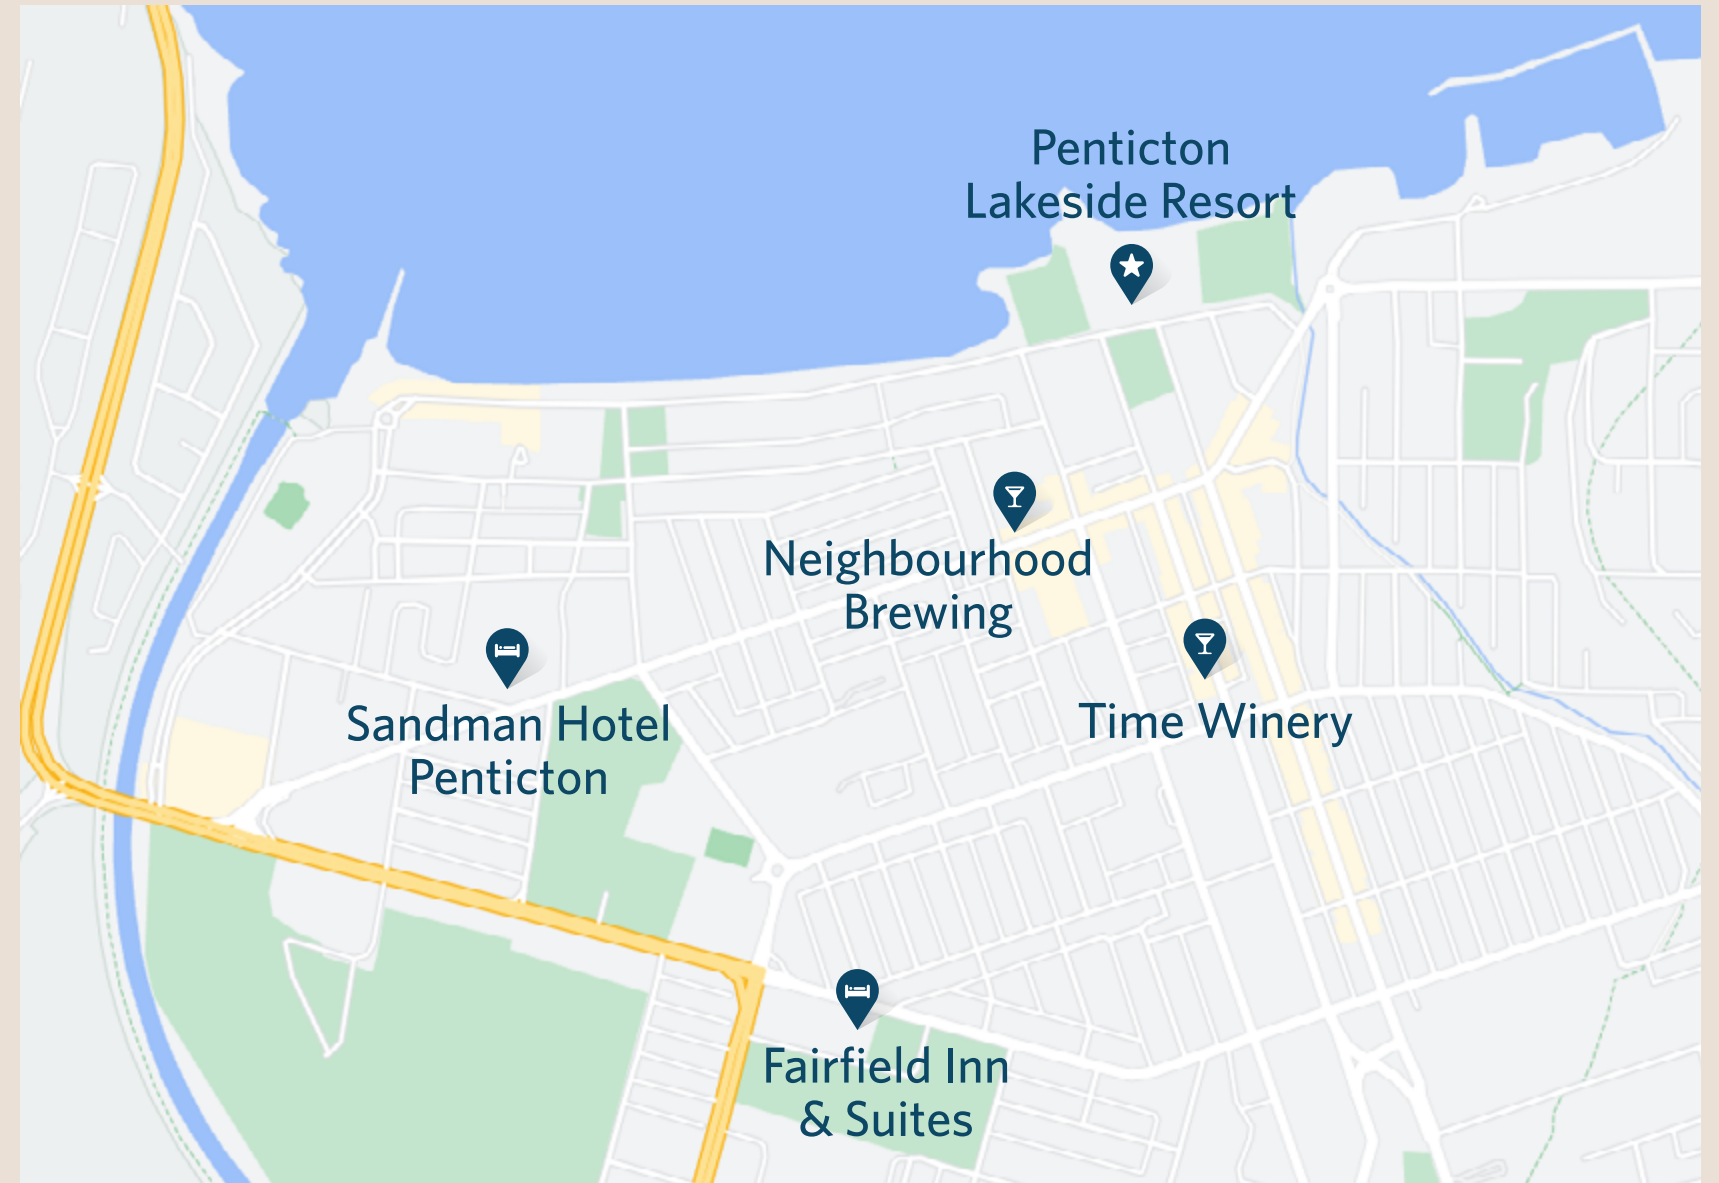 Penticton
Lakeside Resort
Neighbourhood
Brewing
Sandman Hotel
Penticton
Time Winery
Fairfield Inn
& Suites